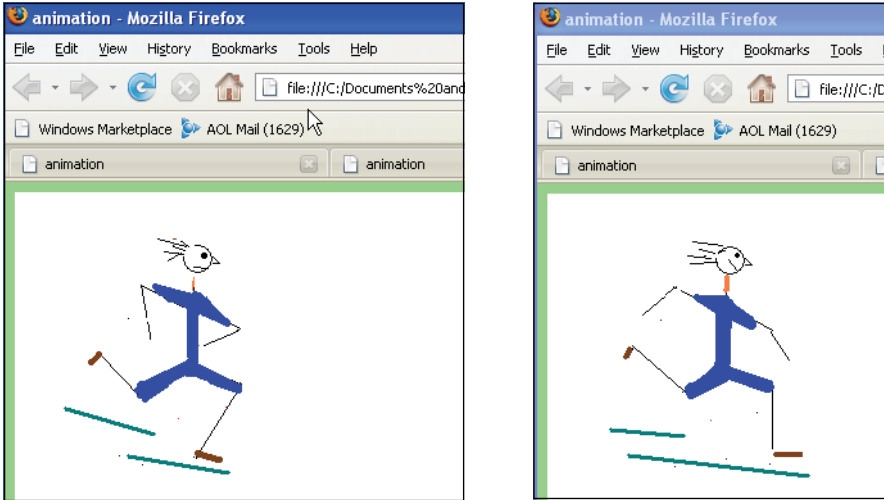 animation - Mozilla Firefox
File Edit View History Bookmarks Tools Help
file:///C:/Documents%20and
Windows Marketplace AOL Mail (1629)
animation animation
animation - Mozilla Firefox
File Edit View History Bookmarks Tools
file:///C:/D
Windows Marketplace AOL Mail (1629)
animation